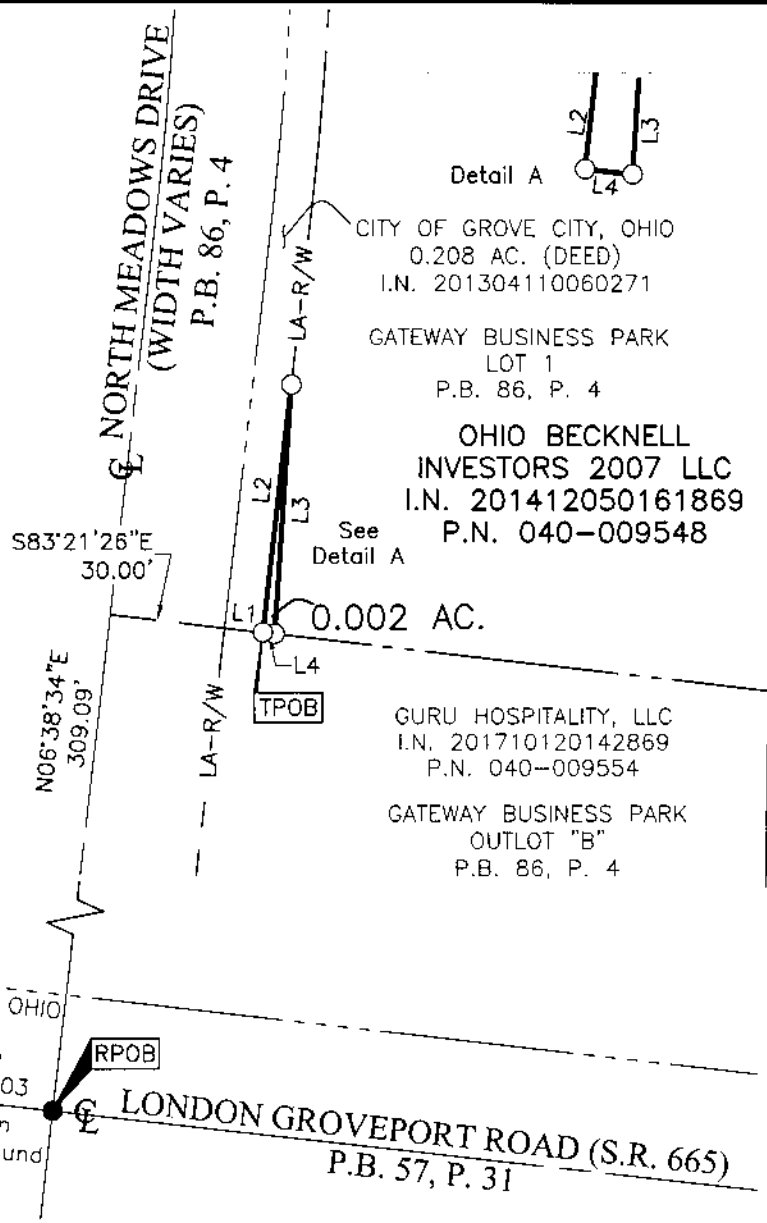 NORTH MEADOWS DRIVE
(WIDTH VARIES)
P.B. 86, P. 4
L2
L3
Detail A
L4
CITY OF GROVE CITY, OHIO
0.208 AC. (DEED)
I.N. 201304110060271
LA-R/W
GATEWAY BUSINESS PARK
LOT 1
P.B. 86, P. 4
OHIO BECKNELL
INVESTORS 2007 LLC
I.N. 201412050161869
P.N. 040-009548
℄
L2
L3
See
Detail A
S83°21'26"E
30.00'
L1
0.002 AC.
L4
TPOB
N06°38'34"E
309.09'
LA-R/W
GURU HOSPITALITY, LLC
I.N. 201710120142869
P.N. 040-009554
GATEWAY BUSINESS PARK
OUTLOT "B"
P.B. 86, P. 4
OHIO
RPOB
03
n
und
℄ LONDON GROVEPORT ROAD (S.R. 665)
P.B. 57, P. 31